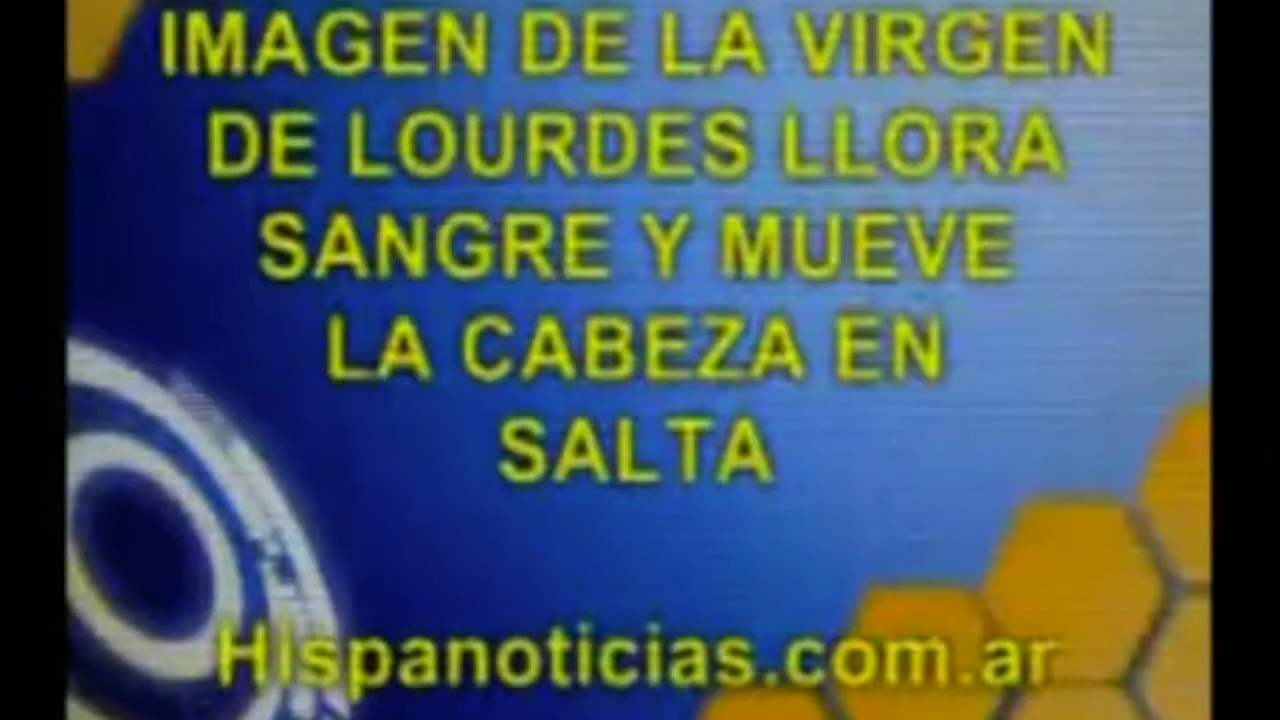 IMAGEN DE LA VIRGEN
DE LOURDES LLORA
SANGRE Y MUEVE
LA CABEZA EN
SALTA
Hispanoticias.com.ar